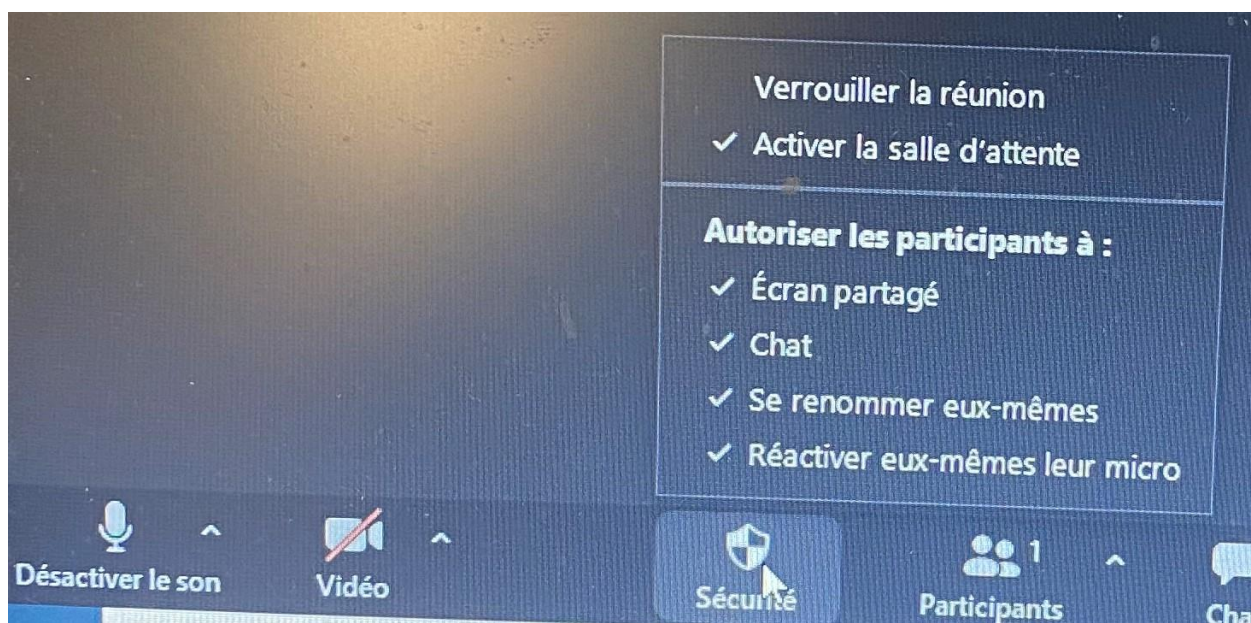 Verrouiller la réunion
✓ Activer la salle d'attente
Autoriser les participants à :
✓ Écran partagé
✓ Chat
✓ Se renommer eux-mêmes
✓ Réactiver eux-mêmes leur micro
Désactiver le son
Vidéo
Sécurité
Participants
1